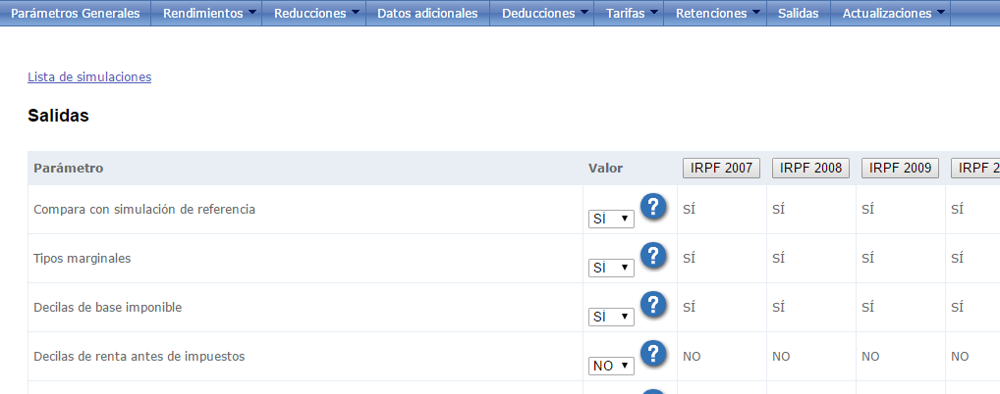 Parámetros Generales Rendimientos Reducciones Datos adicionales Deducciones Tarifas Retenciones Salidas Actualizaciones
Lista de simulaciones
Salidas
Parámetro Valor IRPF 2007 IRPF 2008 IRPF 2009 IRPF 2
Compara con simulación de referencia SÍ ? SÍ SÍ SÍ SÍ
Tipos marginales SÍ ? SÍ SÍ SÍ SÍ
Decilas de base imponible SÍ ? SÍ SÍ SÍ SÍ
Decilas de renta antes de impuestos NO ? NO NO NO NO